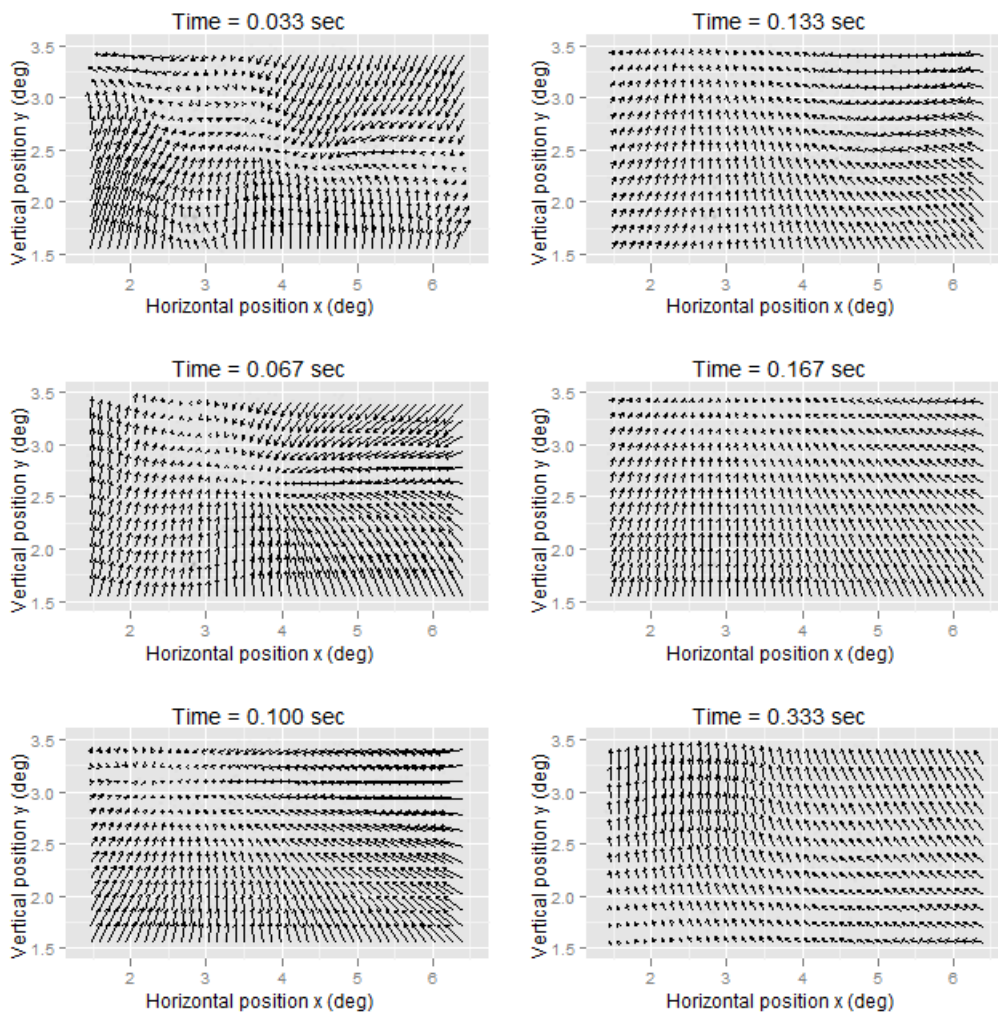 Time = 0.033 sec
Vertical position y (deg)
3.5
3.0
2.5
2.0
1.5
2 3 4 5 6
Horizontal position x (deg)
Time = 0.133 sec
Vertical position y (deg)
3.5
3.0
2.5
2.0
1.5
2 3 4 5 6
Horizontal position x (deg)
Time = 0.067 sec
Vertical position y (deg)
3.5
3.0
2.5
2.0
1.5
2 3 4 5 6
Horizontal position x (deg)
Time = 0.167 sec
Vertical position y (deg)
3.5
3.0
2.5
2.0
1.5
2 3 4 5 6
Horizontal position x (deg)
Time = 0.100 sec
Vertical position y (deg)
3.5
3.0
2.5
2.0
1.5
2 3 4 5 6
Horizontal position x (deg)
Time = 0.333 sec
Vertical position y (deg)
3.5
3.0
2.5
2.0
1.5
2 3 4 5 6
Horizontal position x (deg)